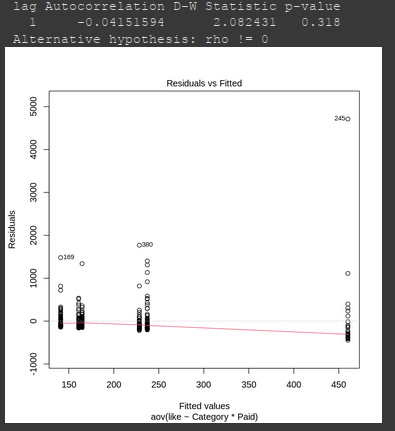 lag Autocorrelation D-W Statistic p-value
1 -0.04151594 2.082431 0.318
Alternative hypothesis: rho != 0
Residuals vs Fitted
5000
4000
3000
2000
1000
0
-1000
Residuals
245
380
169
150 200 250 300 350 400 450
Fitted values
aov(like ~ Category * Paid)